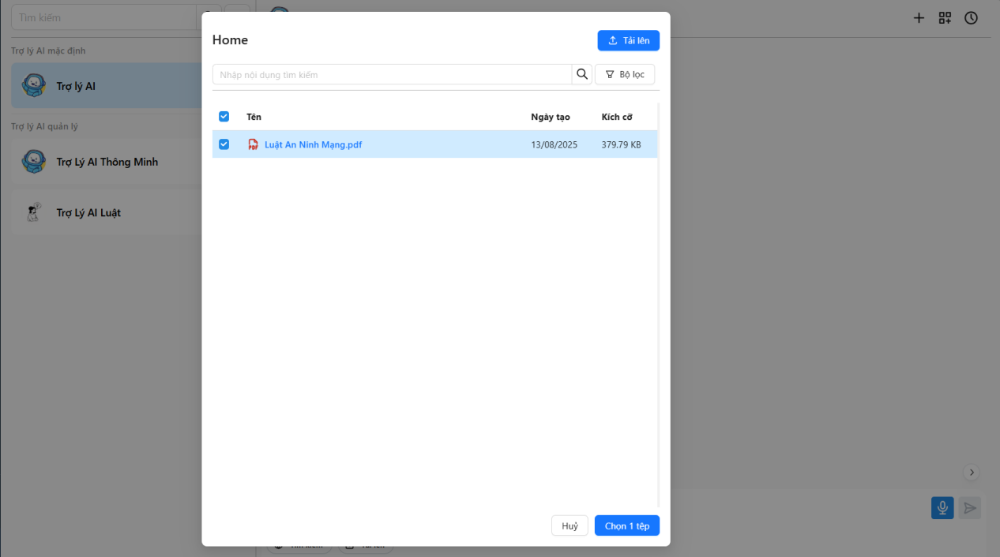 Tìm kiếm
Trợ lý AI mặc định
Trợ lý AI
Trợ lý AI quản lý
Trợ Lý AI Thông Minh
Trợ Lý AI Luật
Home
Tải lên
Nhập nội dung tìm kiếm
Bộ lọc
Tên Ngày tạo Kích cỡ
PDF Luật An Ninh Mạng.pdf 13/08/2025 379.79 KB
Huỷ Chọn 1 tệp